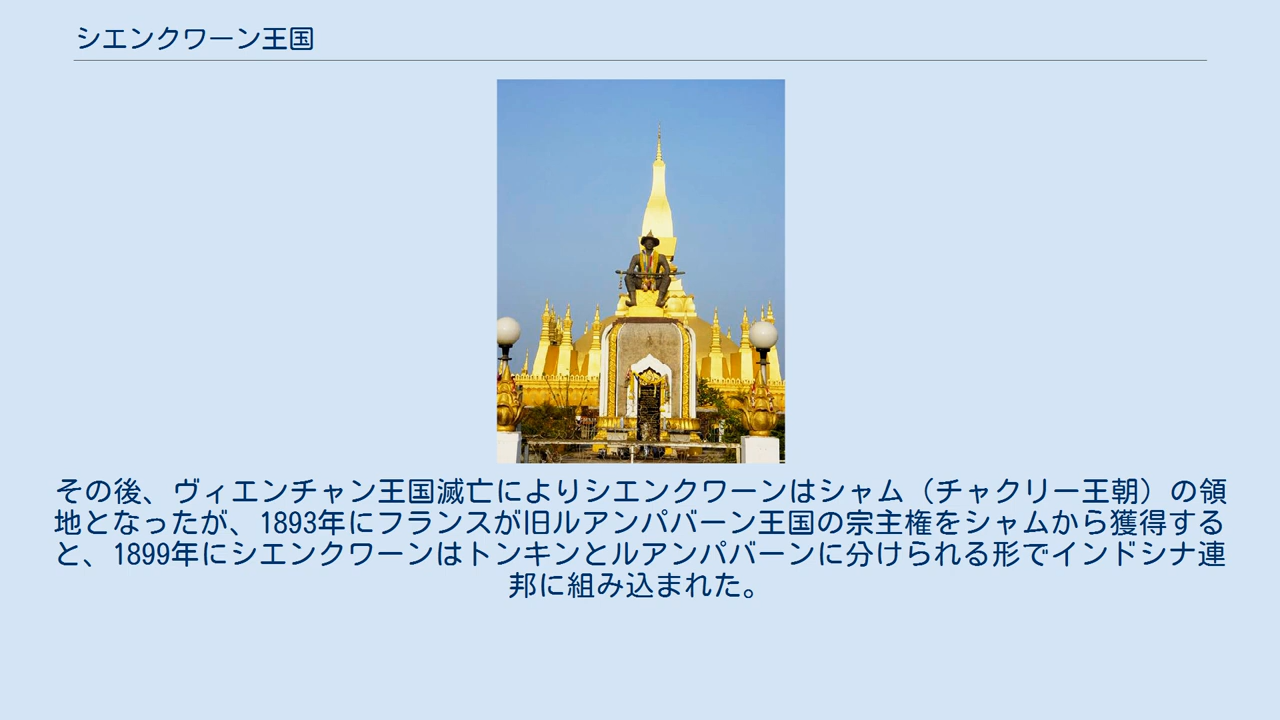 シエンクワーン王国
その後、ヴィエンチャン王国滅亡によりシエンクワーンはシャム（チャクリー王朝）の領
地となったが、1893年にフランスが旧ルアンパバーン王国の宗主権をシャムから獲得する
と、1899年にシエンクワーンはトンキンとルアンパバーンに分けられる形でインドシナ連
邦に組み込まれた。